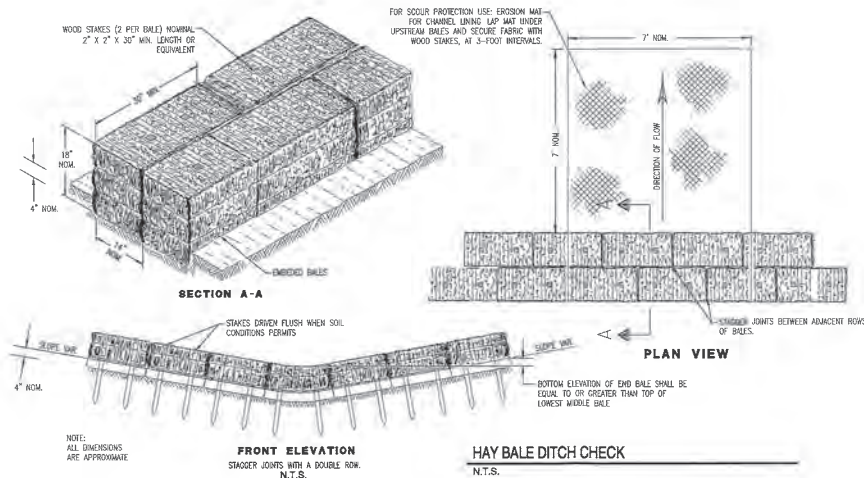 WOOD STAKES (2 PER BALE) NOMINAL
2" X 2" X 30" MIN. LENGTH OR
EQUIVALENT
30" MIN.
18"
NOM.
4" NOM.
NOM.
EMBEDED BALES
SECTION A-A
FOR SCOUR PROTECTION USE: EROSION MAT
FOR CHANNEL LINING LAP MAT UNDER
UPSTREAM BALES AND SECURE FABRIC WITH
WOOD STAKES, AT 3-FOOT INTERVALS.
7' NOM.
7' NOM.
DIRECTION OF FLOW
A
A
STAGGER JOINTS BETWEEN ADJACENT ROWS
OF BALES.
PLAN VIEW
STAKES DRIVEN FLUSH WHEN SOIL
CONDITIONS PERMITS
SLOPE VAR.
SLOPE VAR.
4" NOM.
BOTTOM ELEVATION OF END BALE SHALL BE
EQUAL TO OR GREATER THAN TOP OF
LOWEST MIDDLE BALE
NOTE:
ALL DIMENSIONS
ARE APPROXIMATE
FRONT ELEVATION
STAGGER JOINTS WITH A DOUBLE ROW.
N.T.S.
HAY BALE DITCH CHECK
N.T.S.